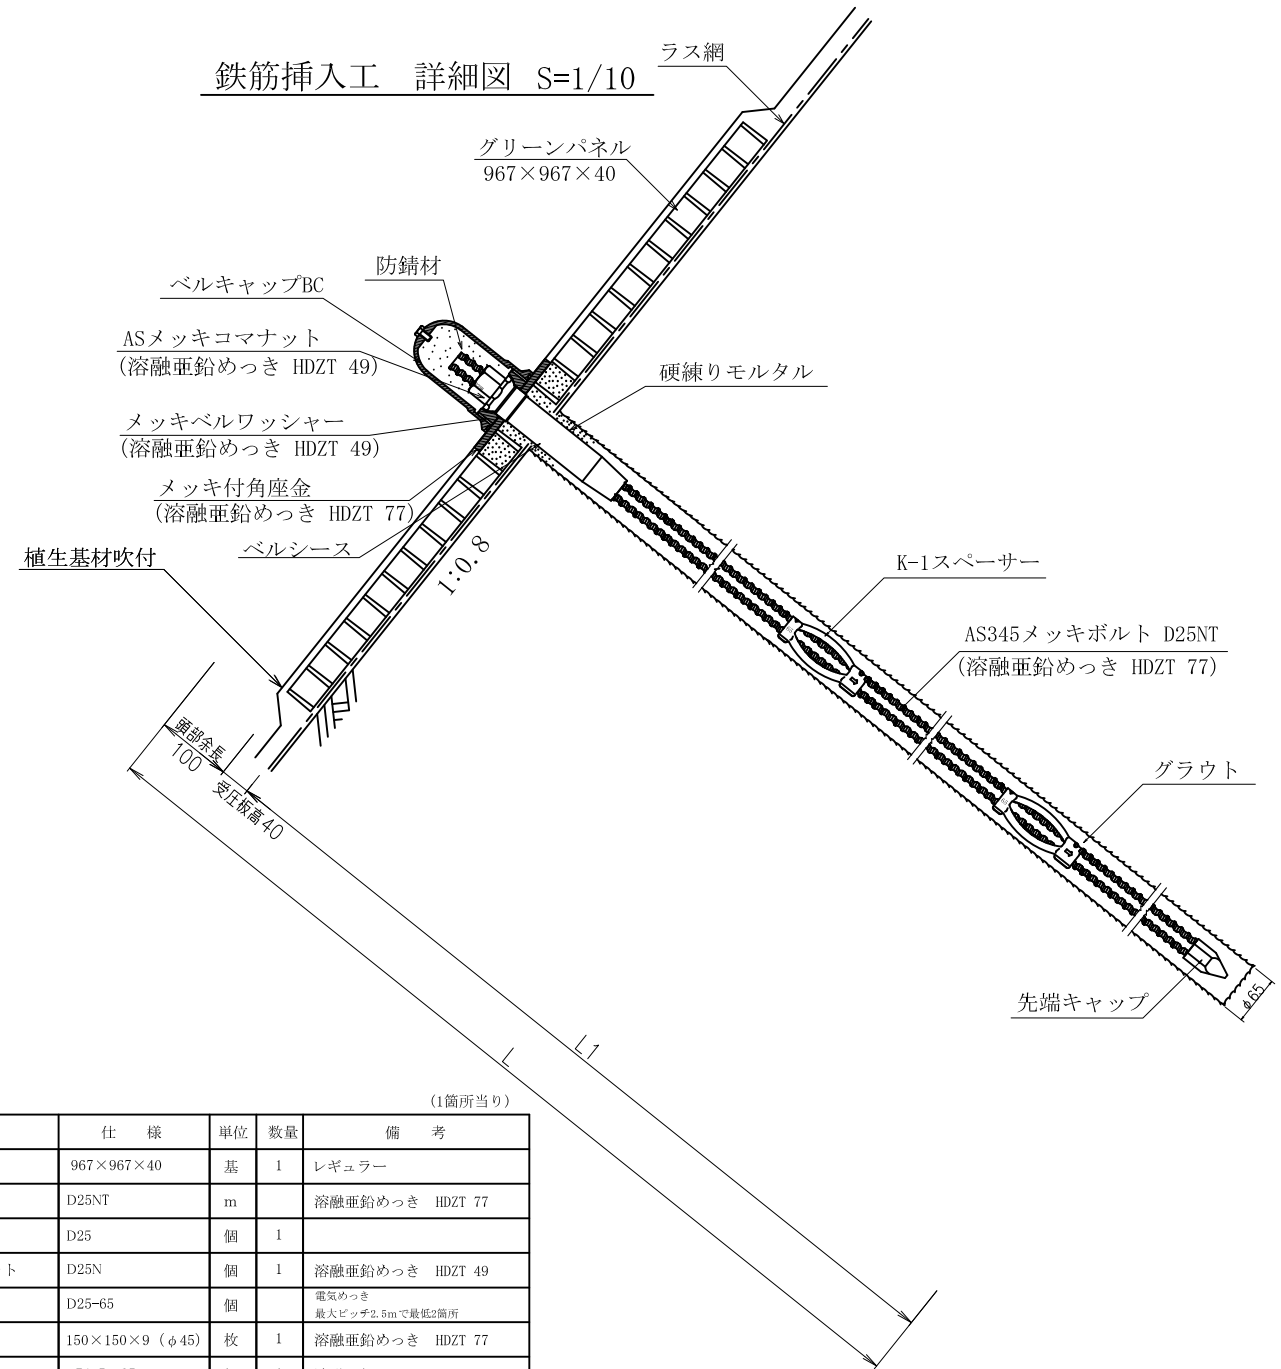 鉄筋挿入工　詳細図　S=1/10
ラス網
グリーンパネル
967×967×40
防錆材
ベルキャップBC
ASメッキコマナット
(溶融亜鉛めっき HDZT 49)
硬練りモルタル
メッキベルワッシャー
(溶融亜鉛めっき HDZT 49)
メッキ付角座金
(溶融亜鉛めっき HDZT 77)
ベルシース
植生基材吹付
1:0.8
K-1スペーサー
AS345メッキボルト D25NT
(溶融亜鉛めっき HDZT 77)
頭部余長
100
受圧板高40
グラウト
先端キャップ
φ65
L1
L
(1箇所当り)
仕　様 単位 数量 備　考
967×967×40 基 1 レギュラー
D25NT m 溶融亜鉛めっき HDZT 77
D25 個 1
ト D25N 個 1 溶融亜鉛めっき HDZT 49
D25-65 個 電気めっき
最大ピッチ2.5mで最低2箇所
150×150×9 (φ45) 枚 1 溶融亜鉛めっき HDZT 77